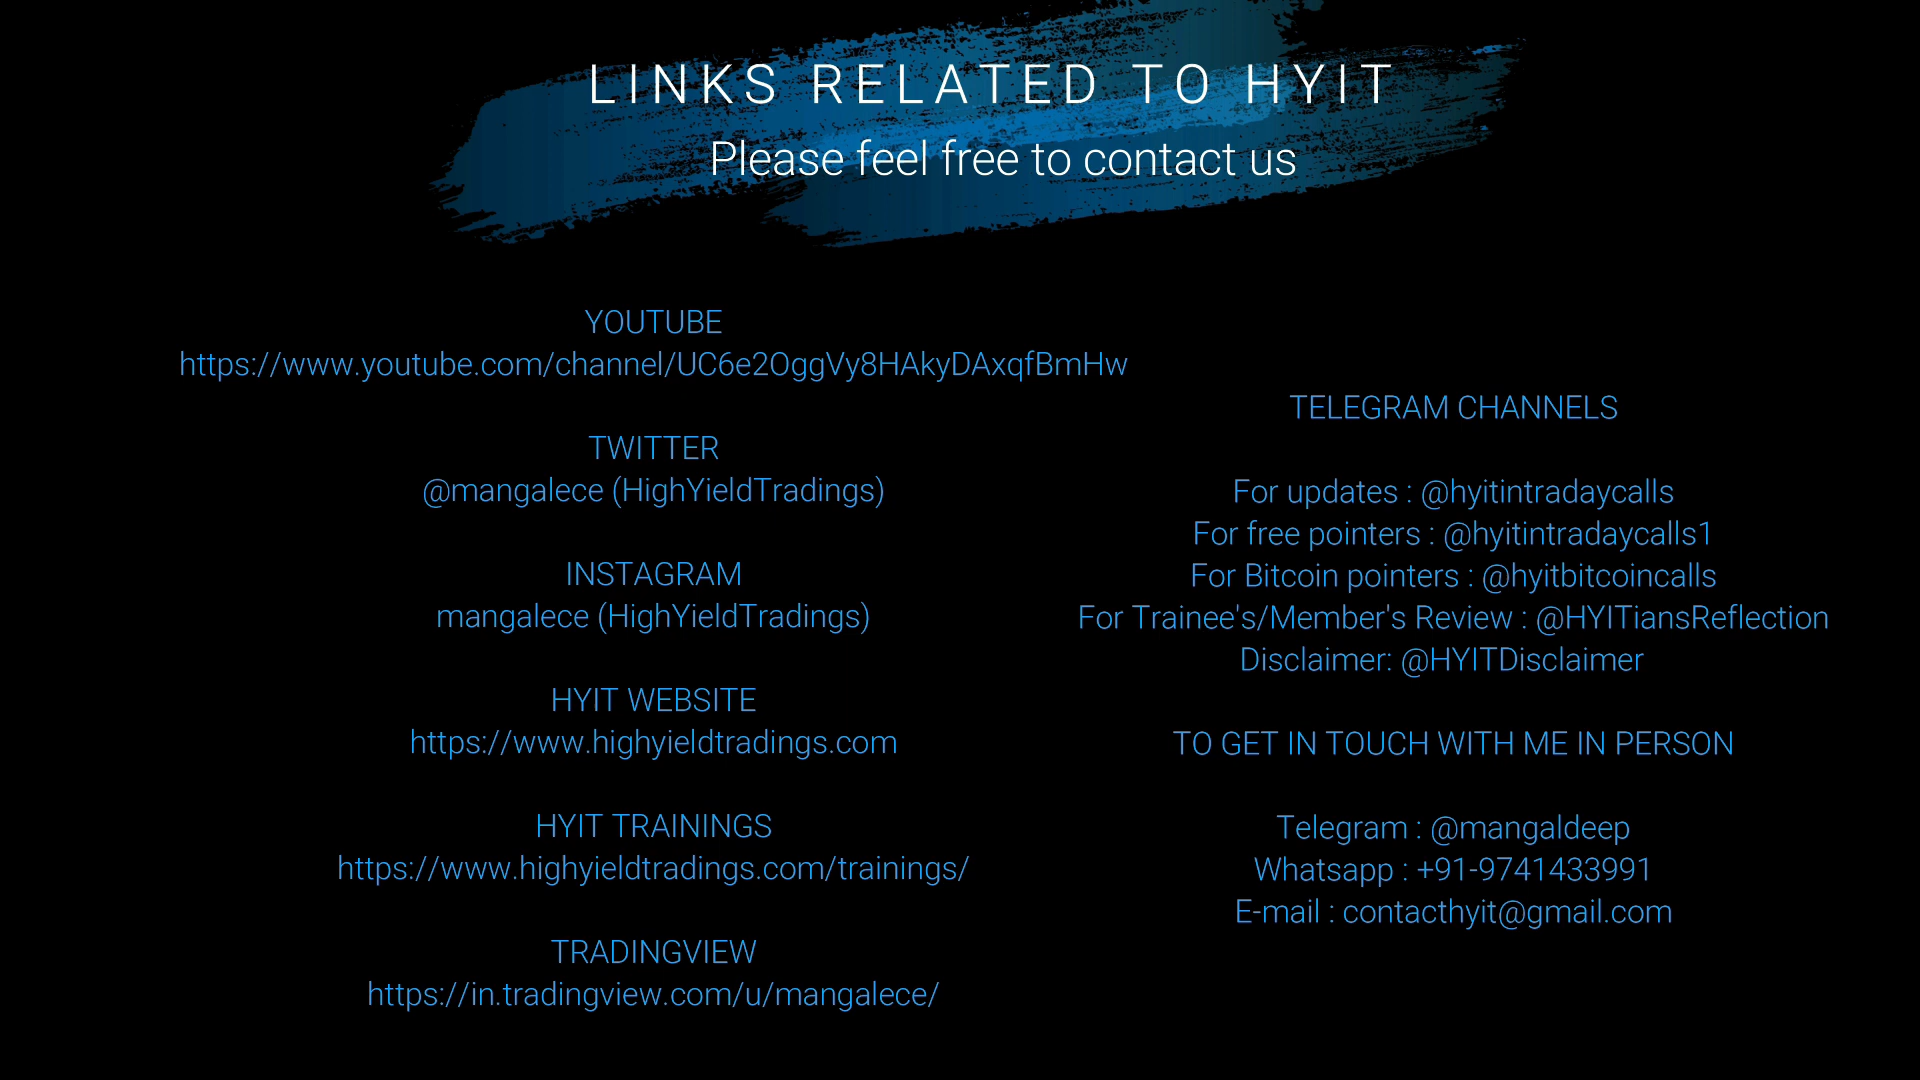 LINKS RELATED TO HYIT
Please feel free to contact us
YOUTUBE
https://www.youtube.com/channel/UC6e2OggVy8HAkyDAxqfBmHw
TWITTER
@mangalece (HighYieldTradings)
INSTAGRAM
mangalece (HighYieldTradings)
HYIT WEBSITE
https://www.highyieldtradings.com
HYIT TRAININGS
https://www.highyieldtradings.com/trainings/
TRADINGVIEW
https://in.tradingview.com/u/mangalece/
TELEGRAM CHANNELS
For updates : @hyitintradaycalls
For free pointers : @hyitintradaycalls1
For Bitcoin pointers : @hyitbitcoincalls
For Trainee's/Member's Review : @HYITiansReflection
Disclaimer: @HYITDisclaimer
TO GET IN TOUCH WITH ME IN PERSON
Telegram : @mangaldeep
Whatsapp : +91-9741433991
E-mail : contacthyit@gmail.com